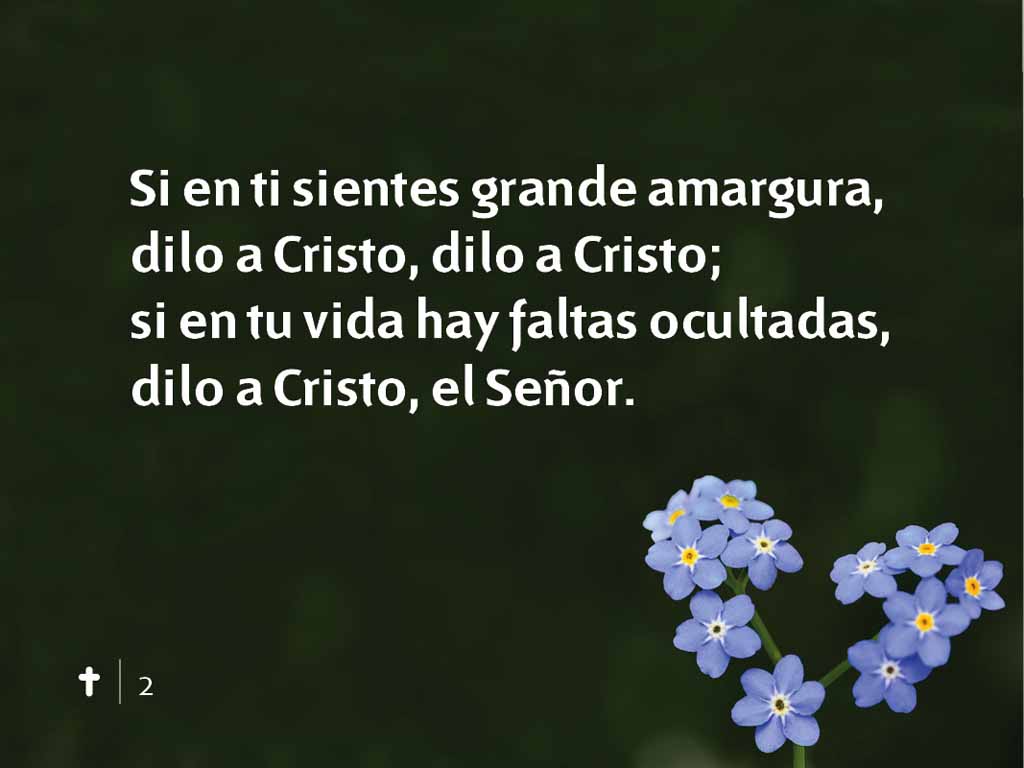 Si en ti sientes grande amargura,
dilo a Cristo, dilo a Cristo;
si en tu vida hay faltas ocultadas,
dilo a Cristo, el Señor.
2